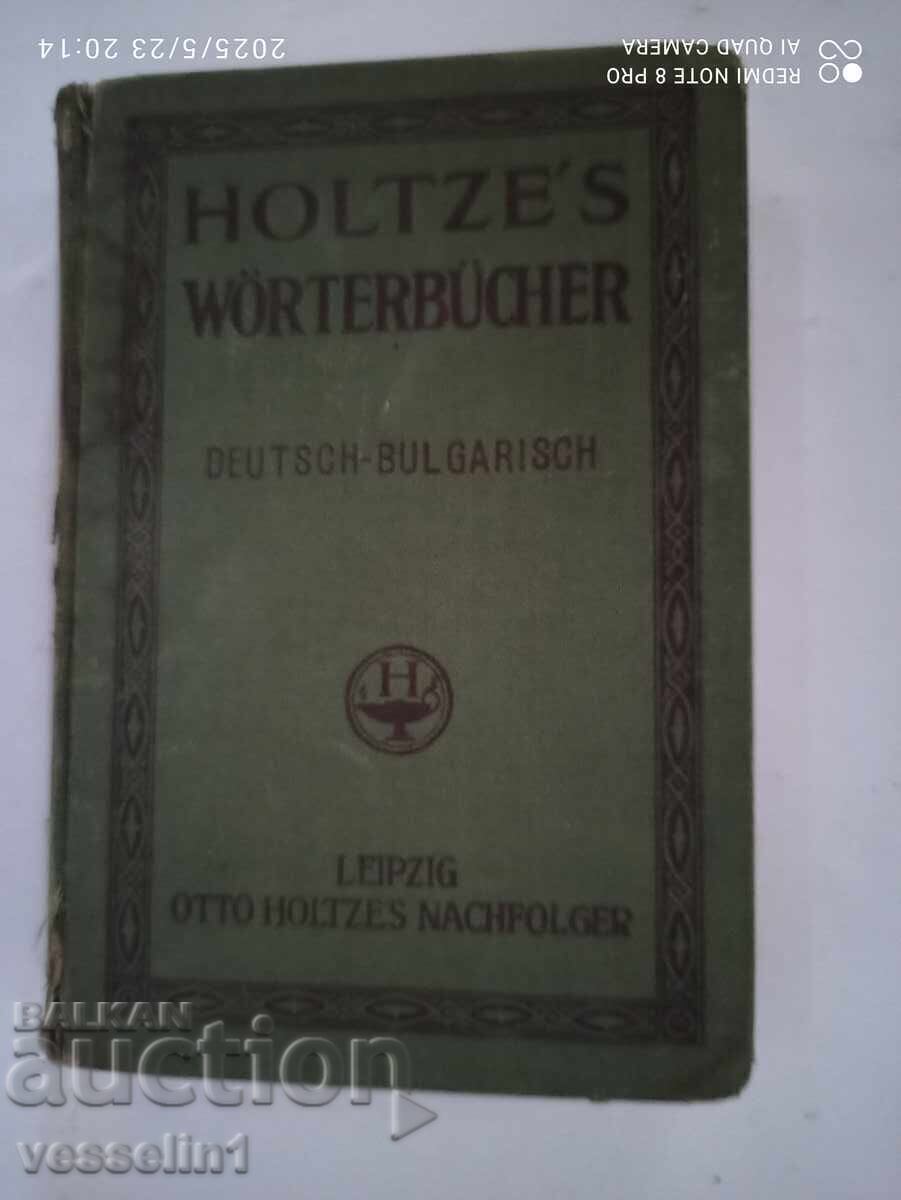 2025/5/23 20:14
REDMI NOTE 8 PRO
AI QUAD CAMERA
HOLTZE'S
WÖRTERBÜCHER
DEUTSCH-BULGARISCH
H
LEIPZIG
OTTO HOLTZES NACHFOLGER
BALKAN
auction
vesselin1